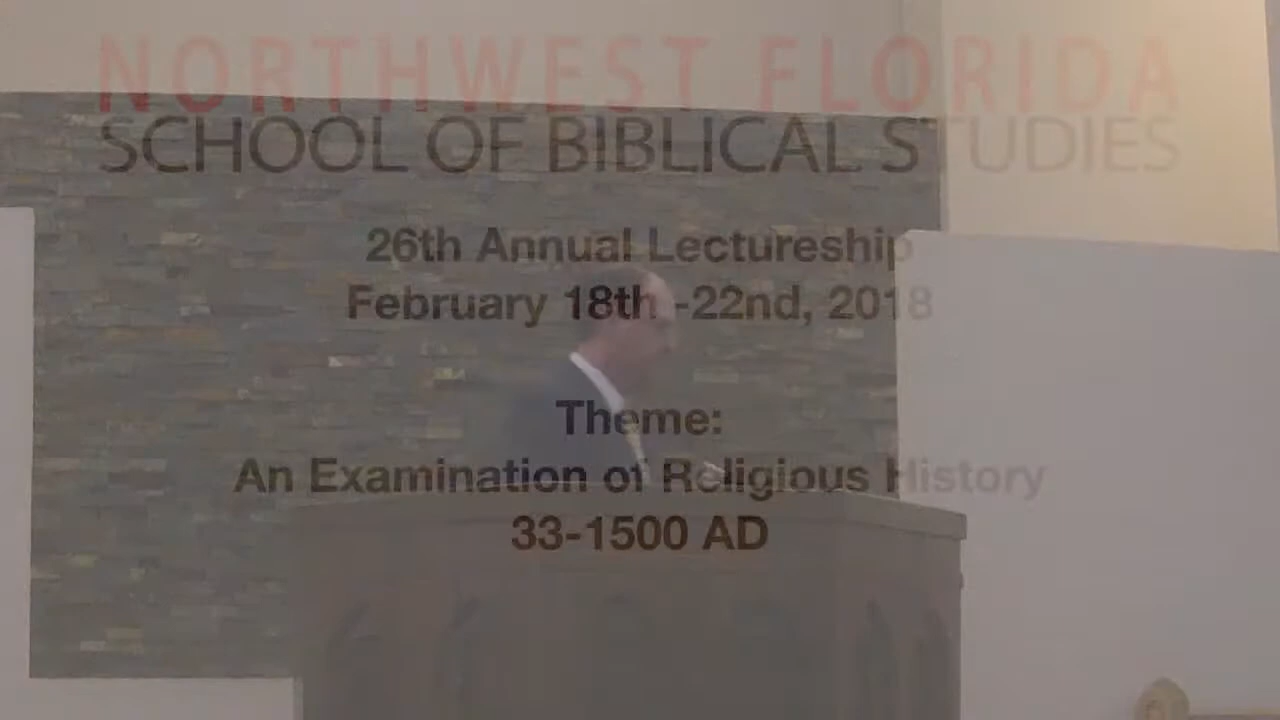 NORTHWEST FLORIDA
SCHOOL OF BIBLICAL STUDIES
26th Annual Lectureship
February 18th -22nd, 2018
Theme:
An Examination of Religious History
33-1500 AD